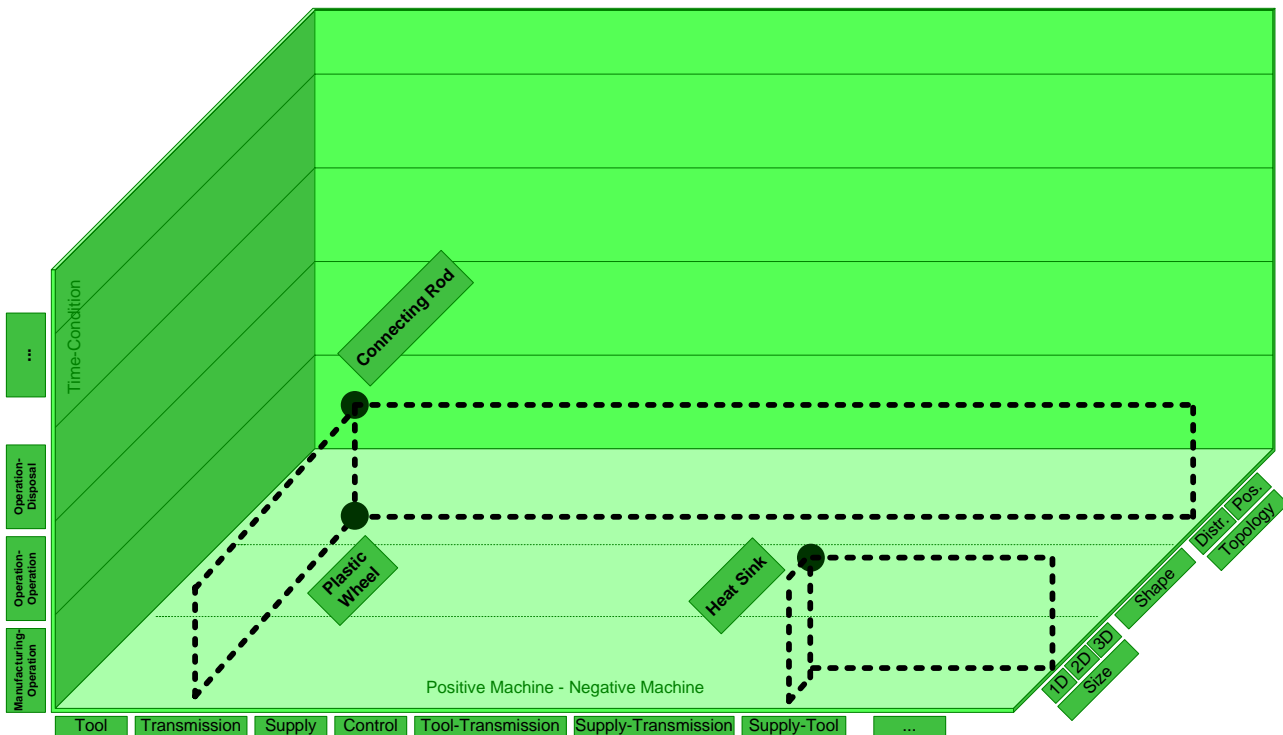 Time-Condition
...
Operation-
Disposal
Operation-
Operation
Manufacturing-
Operation
Connecting Rod
Plastic
Wheel
Heat Sink
Positive Machine - Negative Machine
Tool
Transmission
Supply
Control
Tool-Transmission
Supply-Transmission
Supply-Tool
...
1D
2D
3D
Size
Shape
Distr.
Pos.
Topology